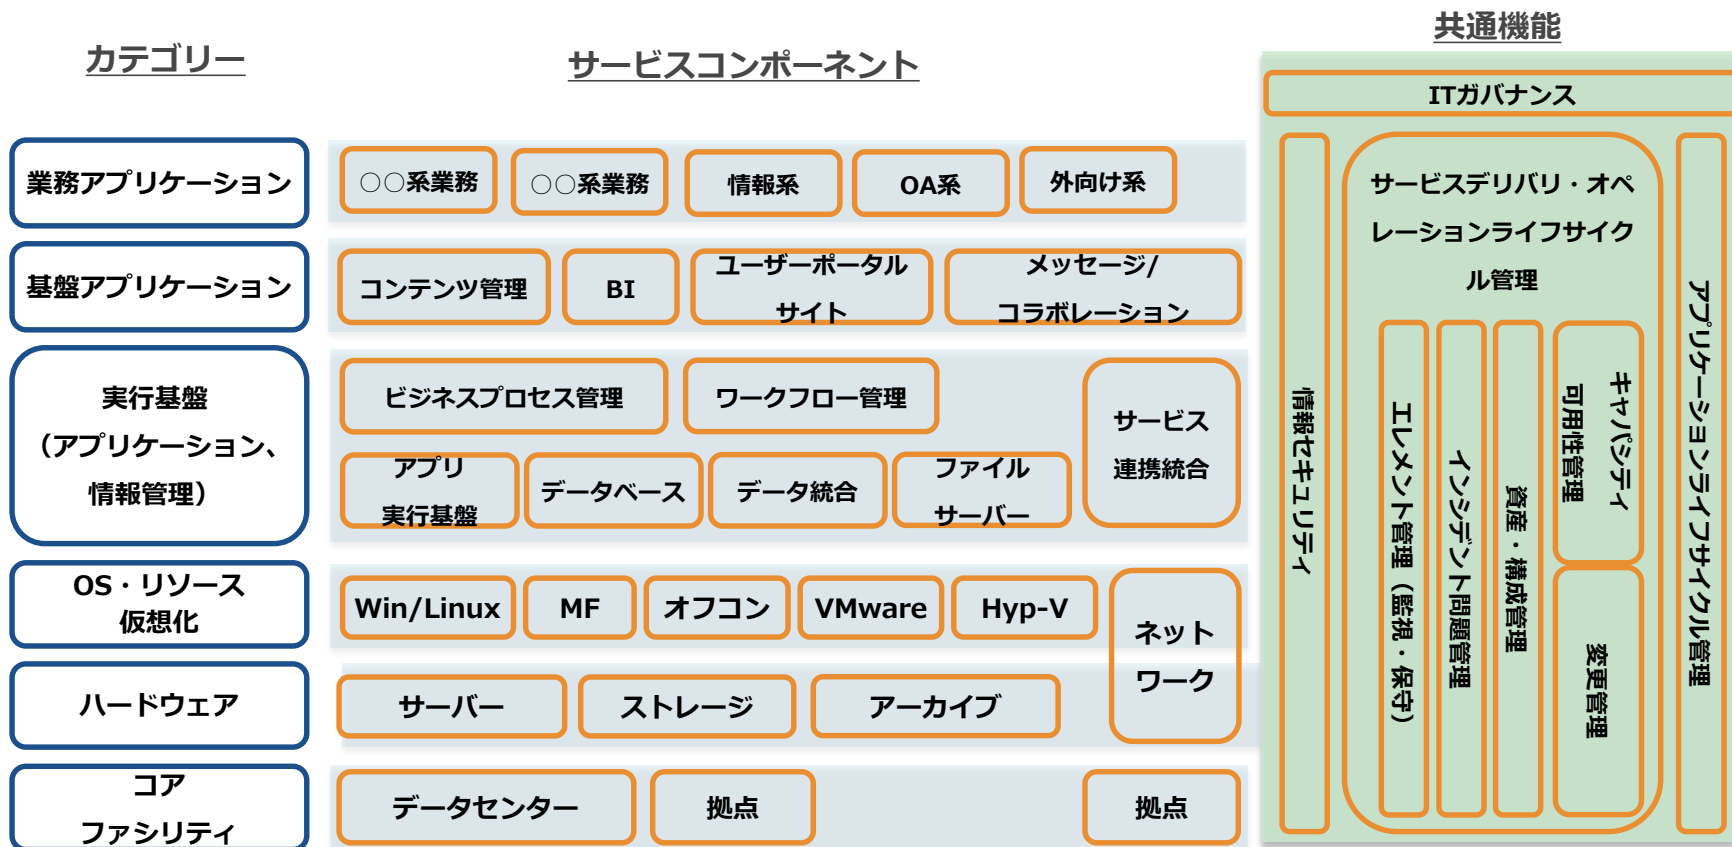 カテゴリー
サービスコンポーネント
共通機能
業務アプリケーション
○○系業務
○○系業務
情報系
OA系
外向け系
基盤アプリケーション
コンテンツ管理
BI
ユーザーポータル
サイト
メッセージ/
コラボレーション
実行基盤
（アプリケーション、
情報管理）
ビジネスプロセス管理
ワークフロー管理
アプリ
実行基盤
データベース
データ統合
ファイル
サーバー
サービス
連携統合
OS・リソース
仮想化
Win/Linux
MF
オフコン
VMware
Hyp-V
ネット
ワーク
ハードウェア
サーバー
ストレージ
アーカイブ
コア
ファシリティ
データセンター
拠点
拠点
ITガバナンス
情報セキュリティ
サービスデリバリ・オペ
レーションライフサイク
ル管理
エレメント管理（監視・保守）
インシデント問題管理
資産・構成管理
キャパシティ
可用性管理
変更管理
アプリケーションライフサイクル管理